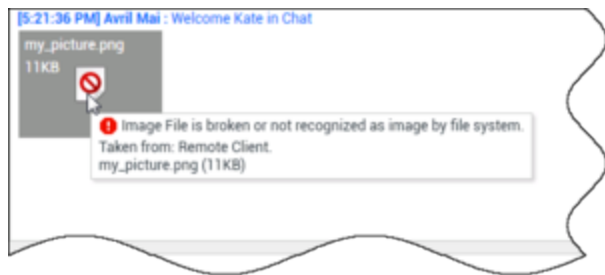 [5:21:36 PM] Avril Mai : Welcome Kate in Chat
my_picture.png
11KB
Image File is broken or not recognized as image by file system.
Taken from: Remote Client.
my_picture.png (11KB)